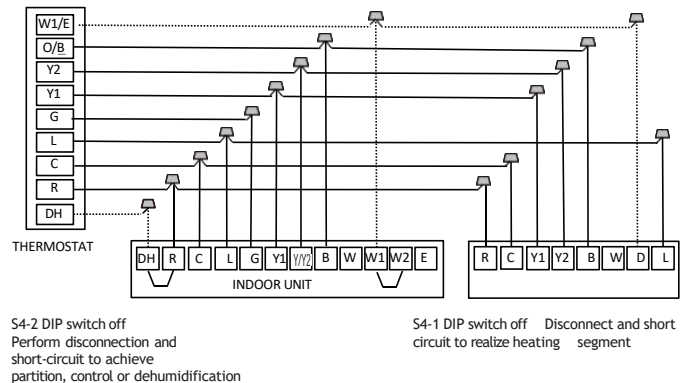 W1/E
O/B
Y2
Y1
G
L
C
R
DH
THERMOSTAT
DH R C L G Y1 Y/Y2 B W W1 W2 E
INDOOR UNIT
R C Y1 Y2 B W D L
S4-2 DIP switch off
Perform disconnection and
short-circuit to achieve
partition, control or dehumidification
S4-1 DIP switch off Disconnect and short
circuit to realize heating segment